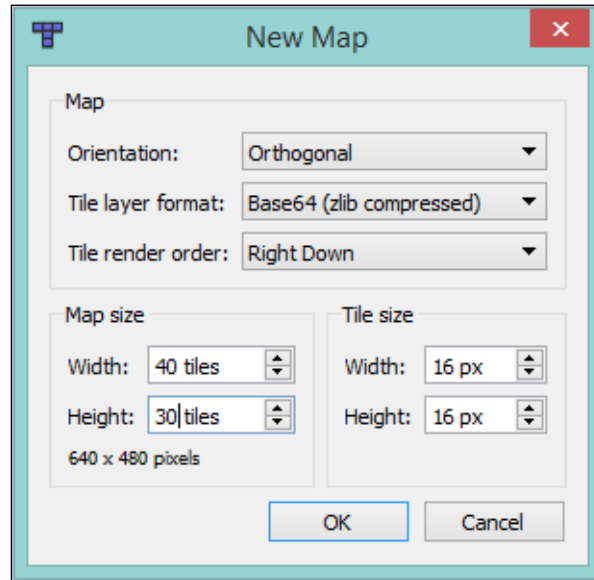 New Map
Map
Orientation: Orthogonal
Tile layer format: Base64 (zlib compressed)
Tile render order: Right Down
Map size
Width: 40 tiles
Height: 30 tiles
640 x 480 pixels
Tile size
Width: 16 px
Height: 16 px
OK
Cancel